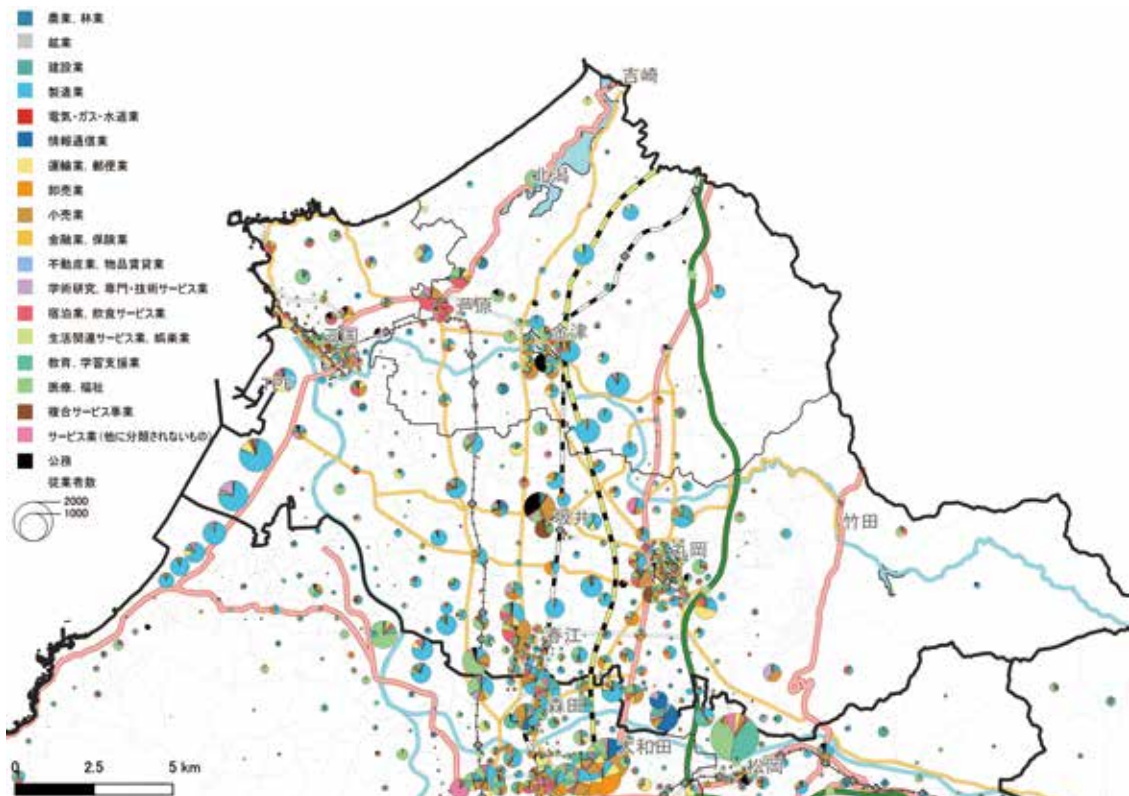 農業, 林業
鉱業
建設業
製造業
電気・ガス・水道業
情報通信業
運輸業, 郵便業
卸売業
小売業
金融業, 保険業
不動産業, 物品賃貸業
学術研究, 専門・技術サービス業
宿泊業, 飲食サービス業
生活関連サービス業, 娯楽業
教育, 学習支援業
医療, 福祉
複合サービス事業
サービス業（他に分類されないもの）
公務
従業者数
2000
1000
吉崎
北潟
芦原
三国
金津
坂井
丸岡
竹田
春江
森田
大和田
松岡
0 2.5 5 km